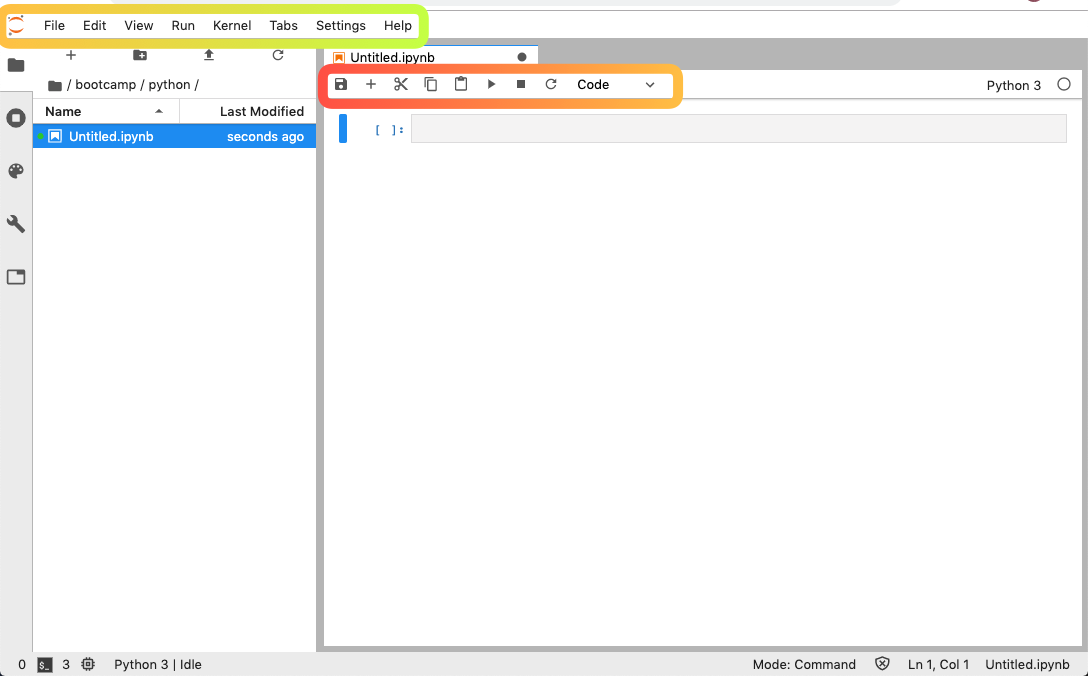 File Edit View Run Kernel Tabs Settings Help
Untitled.ipynb
/ bootcamp / python /
Code
Python 3
Name Last Modified
Untitled.ipynb seconds ago
[ ]:
0 $_ 3 Python 3 | Idle Mode: Command Ln 1, Col 1 Untitled.ipynb